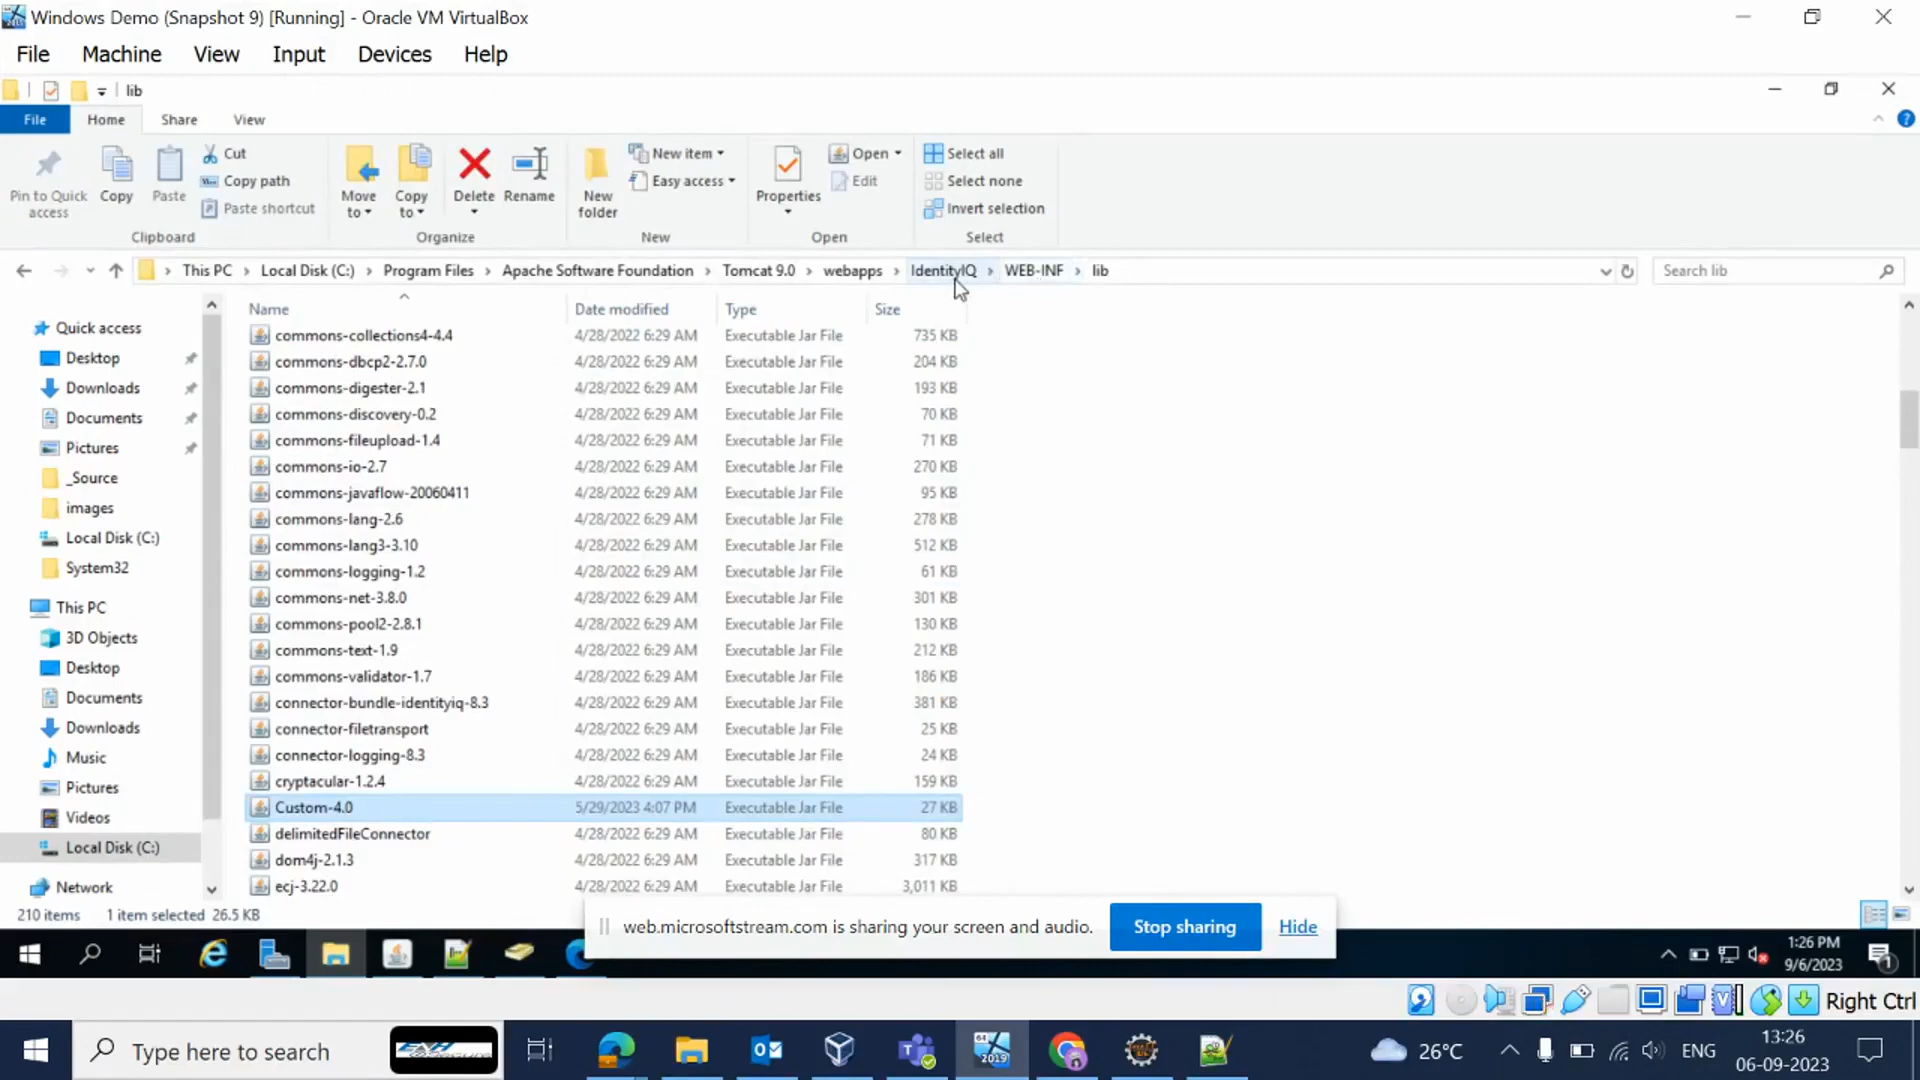 Windows Demo (Snapshot 9) [Running] - Oracle VM VirtualBox
File Machine View Input Devices Help
lib
File Home Share View
Pin to Quick access
Copy
Paste
Cut
Copy path
Paste shortcut
Clipboard
Move to
Copy to
Delete
Rename
Organize
New folder
New item
Easy access
New
Properties
Open
Edit
Open
Select all
Select none
Invert selection
Select
This PC > Local Disk (C:) > Program Files > Apache Software Foundation > Tomcat 9.0 > webapps > IdentityIQ > WEB-INF > lib
Search lib
Quick access
Desktop
Downloads
Documents
Pictures
_Source
images
Local Disk (C:)
System32
This PC
3D Objects
Desktop
Documents
Downloads
Music
Pictures
Videos
Local Disk (C:)
Network
Name Date modified Type Size
commons-collections4-4.4 4/28/2022 6:29 AM Executable Jar File 735 KB
commons-dbcp2-2.7.0 4/28/2022 6:29 AM Executable Jar File 204 KB
commons-digester-2.1 4/28/2022 6:29 AM Executable Jar File 193 KB
commons-discovery-0.2 4/28/2022 6:29 AM Executable Jar File 70 KB
commons-fileupload-1.4 4/28/2022 6:29 AM Executable Jar File 71 KB
commons-io-2.7 4/28/2022 6:29 AM Executable Jar File 270 KB
commons-javaflow-20060411 4/28/2022 6:29 AM Executable Jar File 95 KB
commons-lang-2.6 4/28/2022 6:29 AM Executable Jar File 278 KB
commons-lang3-3.10 4/28/2022 6:29 AM Executable Jar File 512 KB
commons-logging-1.2 4/28/2022 6:29 AM Executable Jar File 61 KB
commons-net-3.8.0 4/28/2022 6:29 AM Executable Jar File 301 KB
commons-pool2-2.8.1 4/28/2022 6:29 AM Executable Jar File 130 KB
commons-text-1.9 4/28/2022 6:29 AM Executable Jar File 212 KB
commons-validator-1.7 4/28/2022 6:29 AM Executable Jar File 186 KB
connector-bundle-identityiq-8.3 4/28/2022 6:29 AM Executable Jar File 381 KB
connector-filetransport 4/28/2022 6:29 AM Executable Jar File 25 KB
connector-logging-8.3 4/28/2022 6:29 AM Executable Jar File 24 KB
cryptacular-1.2.4 4/28/2022 6:29 AM Executable Jar File 159 KB
Custom-4.0 5/29/2023 4:07 PM Executable Jar File 27 KB
delimitedFileConnector 4/28/2022 6:29 AM Executable Jar File 80 KB
dom4j-2.1.3 4/28/2022 6:29 AM Executable Jar File 317 KB
ecj-3.22.0 4/28/2022 6:29 AM Executable Jar File 3,011 KB
210 items 1 item selected 26.5 KB
web.microsoftstream.com is sharing your screen and audio. Stop sharing Hide
1:26 PM
9/6/2023
1
Right Ctrl
Type here to search
2019
26°C
ENG
13:26
06-09-2023